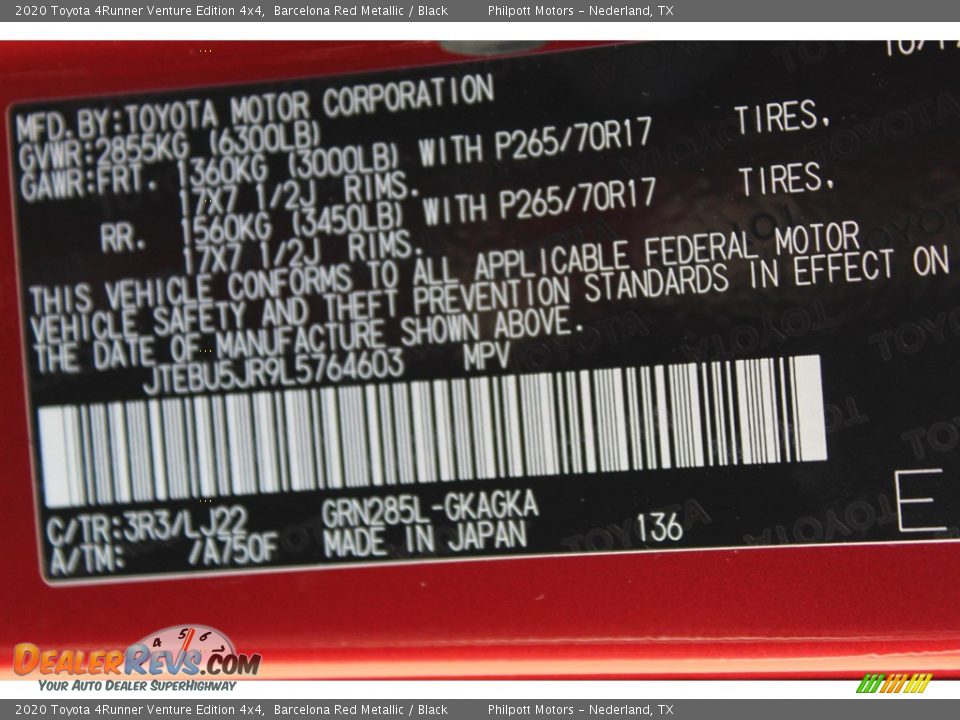 2020 Toyota 4Runner Venture Edition 4x4, Barcelona Red Metallic / Black Philpott Motors - Nederland, TX
MFD. BY: TOYOTA MOTOR CORPORATION
GVWR: 2855KG (6300LB)
GAWR: FRT. 1360KG (3000LB) WITH P265/70R17 TIRES,
17X7 1/2J RIMS.
RR. 1560KG (3450LB) WITH P265/70R17 TIRES,
17X7 1/2J RIMS.
THIS VEHICLE CONFORMS TO ALL APPLICABLE FEDERAL MOTOR
VEHICLE SAFETY AND THEFT PREVENTION STANDARDS IN EFFECT ON
THE DATE OF MANUFACTURE SHOWN ABOVE.
JTEBU5JR9L5764603 MPV
C/TR: 3R3/LJ22 GRN285L-GKAGKA
A/TM: /A750F MADE IN JAPAN 136 E
4 5 6
DEALERREVS.COM
YOUR AUTO DEALER SUPERHIGHWAY
2020 Toyota 4Runner Venture Edition 4x4, Barcelona Red Metallic / Black Philpott Motors - Nederland, TX